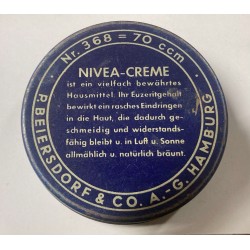 Nr. 368 = 70 ccm
NIVEA-CREME
ist ein vielfach bewährtes
Hausmittel. Ihr Euzeritgehalt
bewirkt ein rasches Eindringen
in die Haut, die dadurch ge-
schmeidig und widerstands-
fähig bleibt u. in Luft u. Sonne
allmählich u. natürlich bräunt.
P. BEIERSDORF & CO. A.-G. HAMBURG